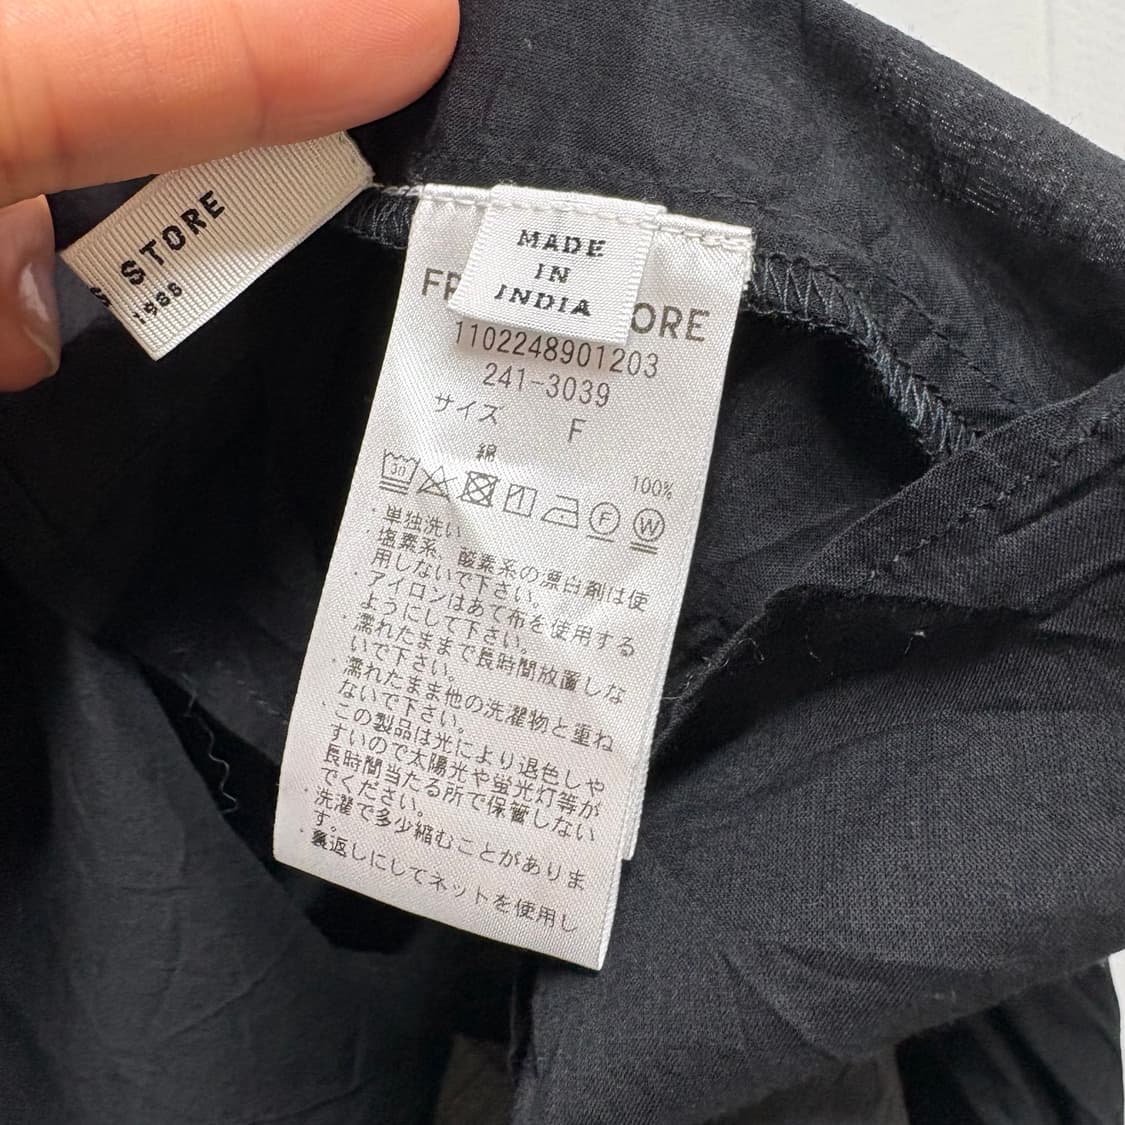 STORE
1988
MADE
IN
INDIA
FR ORE
1102248901203
241-3039
サイズ F
綿
100%
30 F W
・単独洗い
塩素系、酸素系の漂白剤は使
用しないで下さい。
・アイロンはあて布を使用する
ようにして下さい。
・濡れたままで長時間放置しな
いで下さい。
・濡れたまま他の洗濯物と重ね
ないで下さい。
・この製品は光により退色しや
すいので太陽光や蛍光灯等が
長時間当たる所で保管しない
でください。
・洗濯で多少縮むことがありま
す。
・裏返しにしてネットを使用し